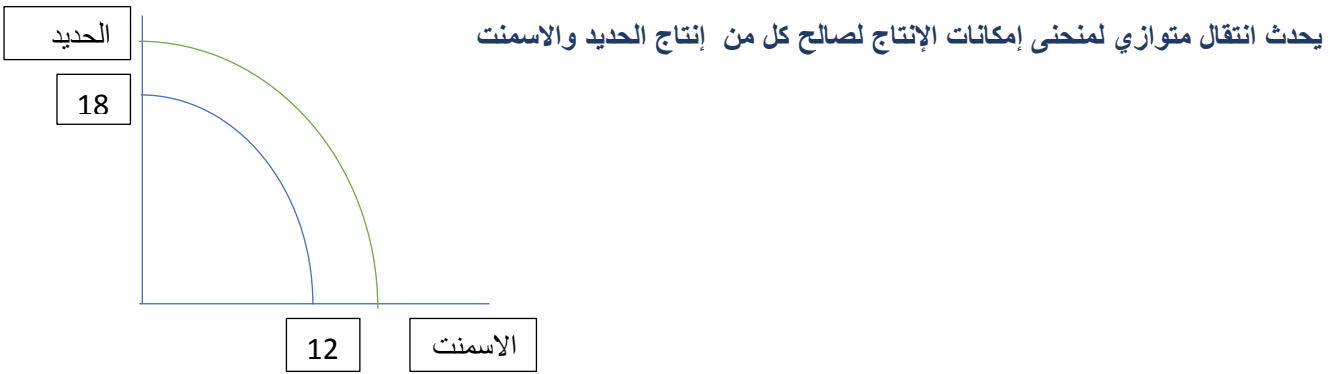 يحدث انتقال متوازي لمنحنى إمكانات الإنتاج لصالح كل من إنتاج الحديد والاسمنت
الحديد
18
12
الاسمنت